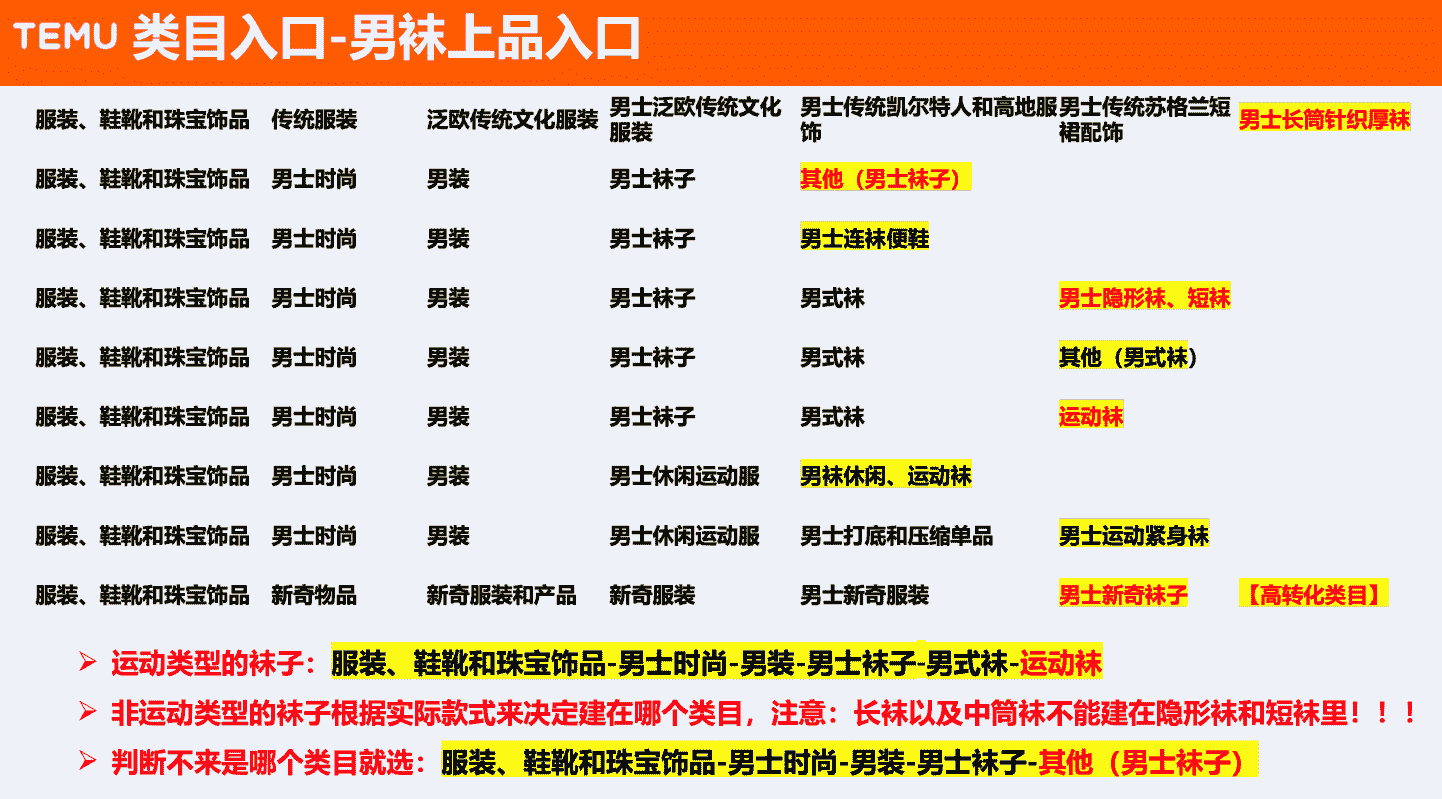 TEMU 类目入口-男袜上品入口
服装、鞋靴和珠宝饰品 传统服装 泛欧传统文化服装 男士泛欧传统文化服装 男士传统凯尔特人和高地服饰 男士传统苏格兰短裙配饰 男士长筒针织厚袜
服装、鞋靴和珠宝饰品 男士时尚 男装 男士袜子 其他（男士袜子）
服装、鞋靴和珠宝饰品 男士时尚 男装 男士袜子 男士连袜便鞋
服装、鞋靴和珠宝饰品 男士时尚 男装 男士袜子 男式袜 男士隐形袜、短袜
服装、鞋靴和珠宝饰品 男士时尚 男装 男士袜子 男式袜 其他（男式袜）
服装、鞋靴和珠宝饰品 男士时尚 男装 男士袜子 男式袜 运动袜
服装、鞋靴和珠宝饰品 男士时尚 男装 男士休闲运动服 男袜休闲、运动袜
服装、鞋靴和珠宝饰品 男士时尚 男装 男士休闲运动服 男士打底和压缩单品 男士运动紧身袜
服装、鞋靴和珠宝饰品 新奇物品 新奇服装和产品 新奇服装 男士新奇服装 男士新奇袜子 【高转化类目】
➢ 运动类型的袜子：服装、鞋靴和珠宝饰品-男士时尚-男装-男士袜子-男式袜-运动袜
➢ 非运动类型的袜子根据实际款式来决定建在哪个类目，注意：长袜以及中筒袜不能建在隐形袜和短袜里！！！
➢ 判断不来是哪个类目就选：服装、鞋靴和珠宝饰品-男士时尚-男装-男士袜子-其他（男士袜子）